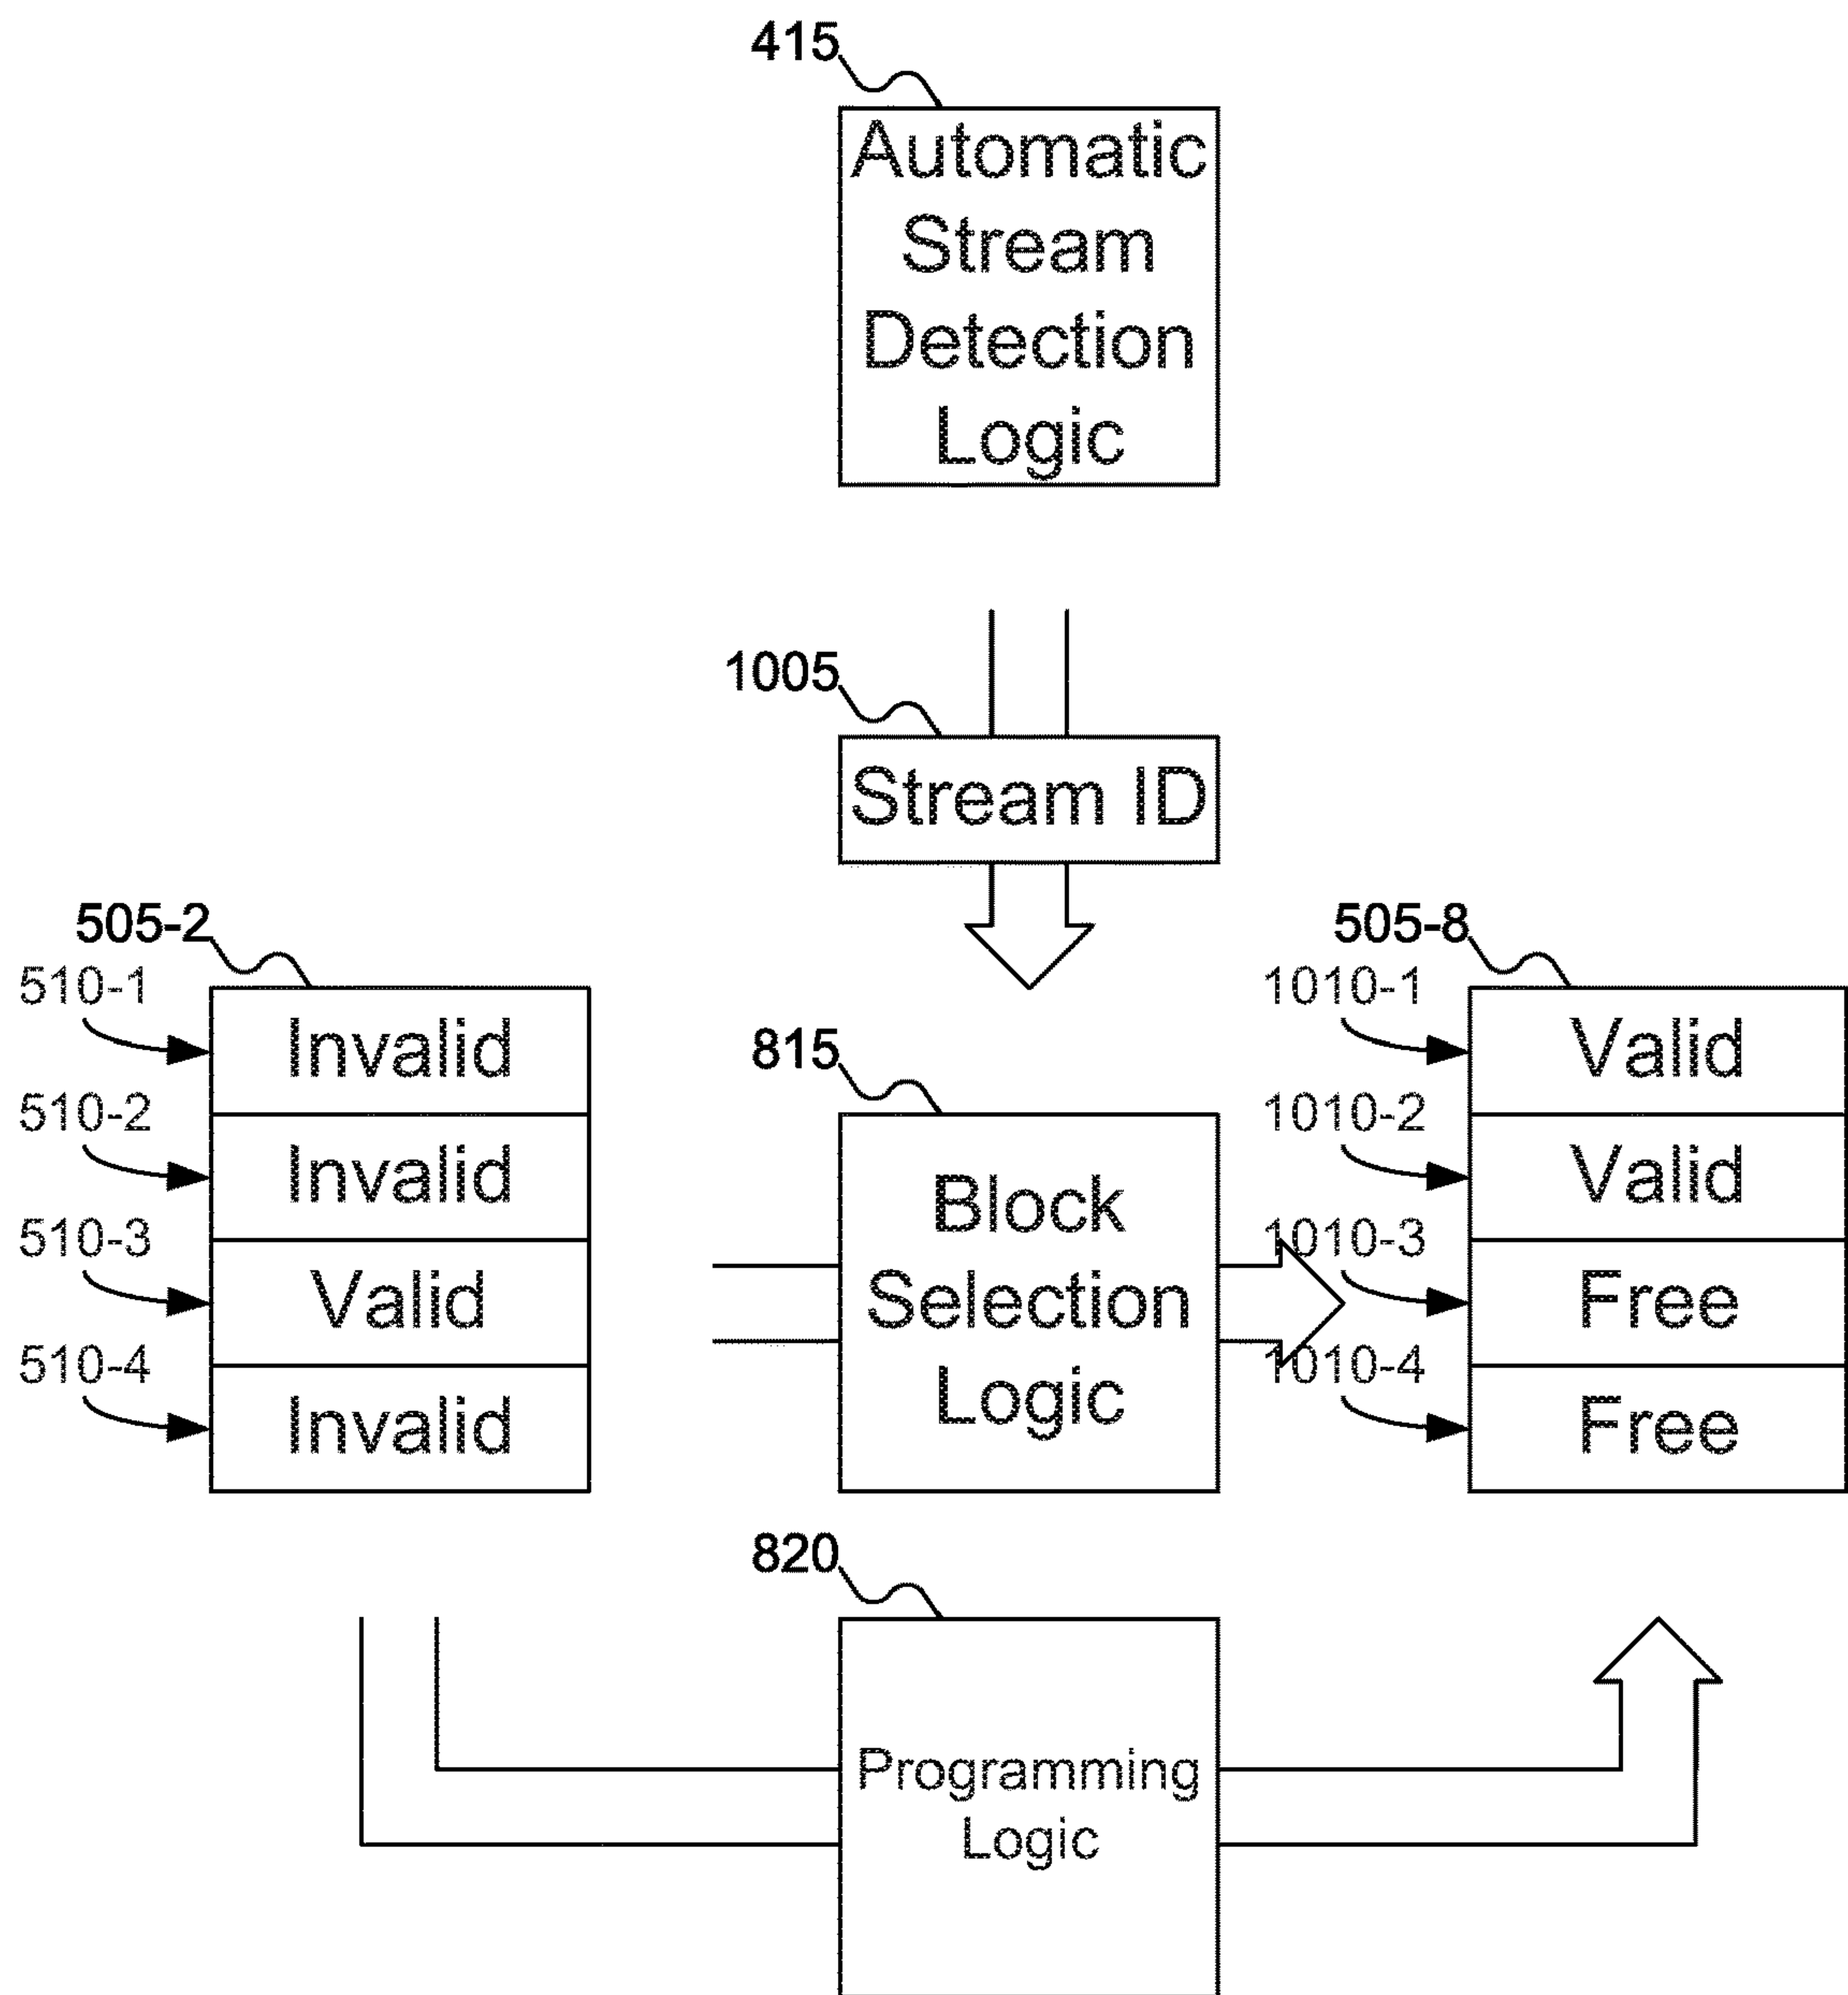 415
Automatic
Stream
Detection
Logic
1005
Stream ID
505-2
510-1
Invalid
510-2
Invalid
510-3
Valid
510-4
Invalid
815
Block
Selection
Logic
505-8
1010-1
Valid
1010-2
Valid
1010-3
Free
1010-4
Free
820
Programming
Logic